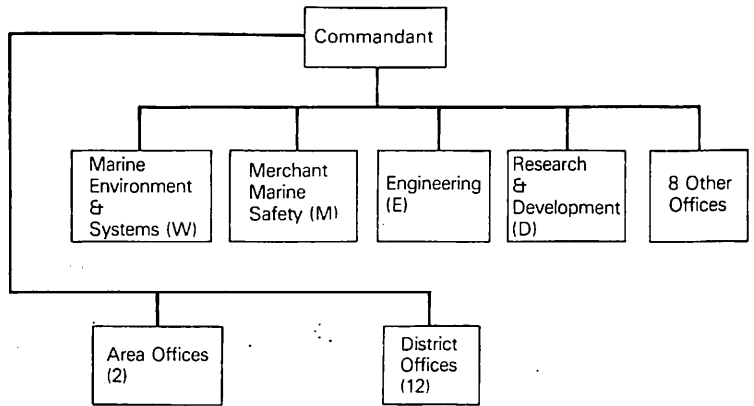 Commandant
Marine
Environment
&
Systems (W)
Merchant
Marine
Safety (M)
Engineering
(E)
Research
&
Development
(D)
8 Other
Offices
Area Offices
(2)
District
Offices
(12)